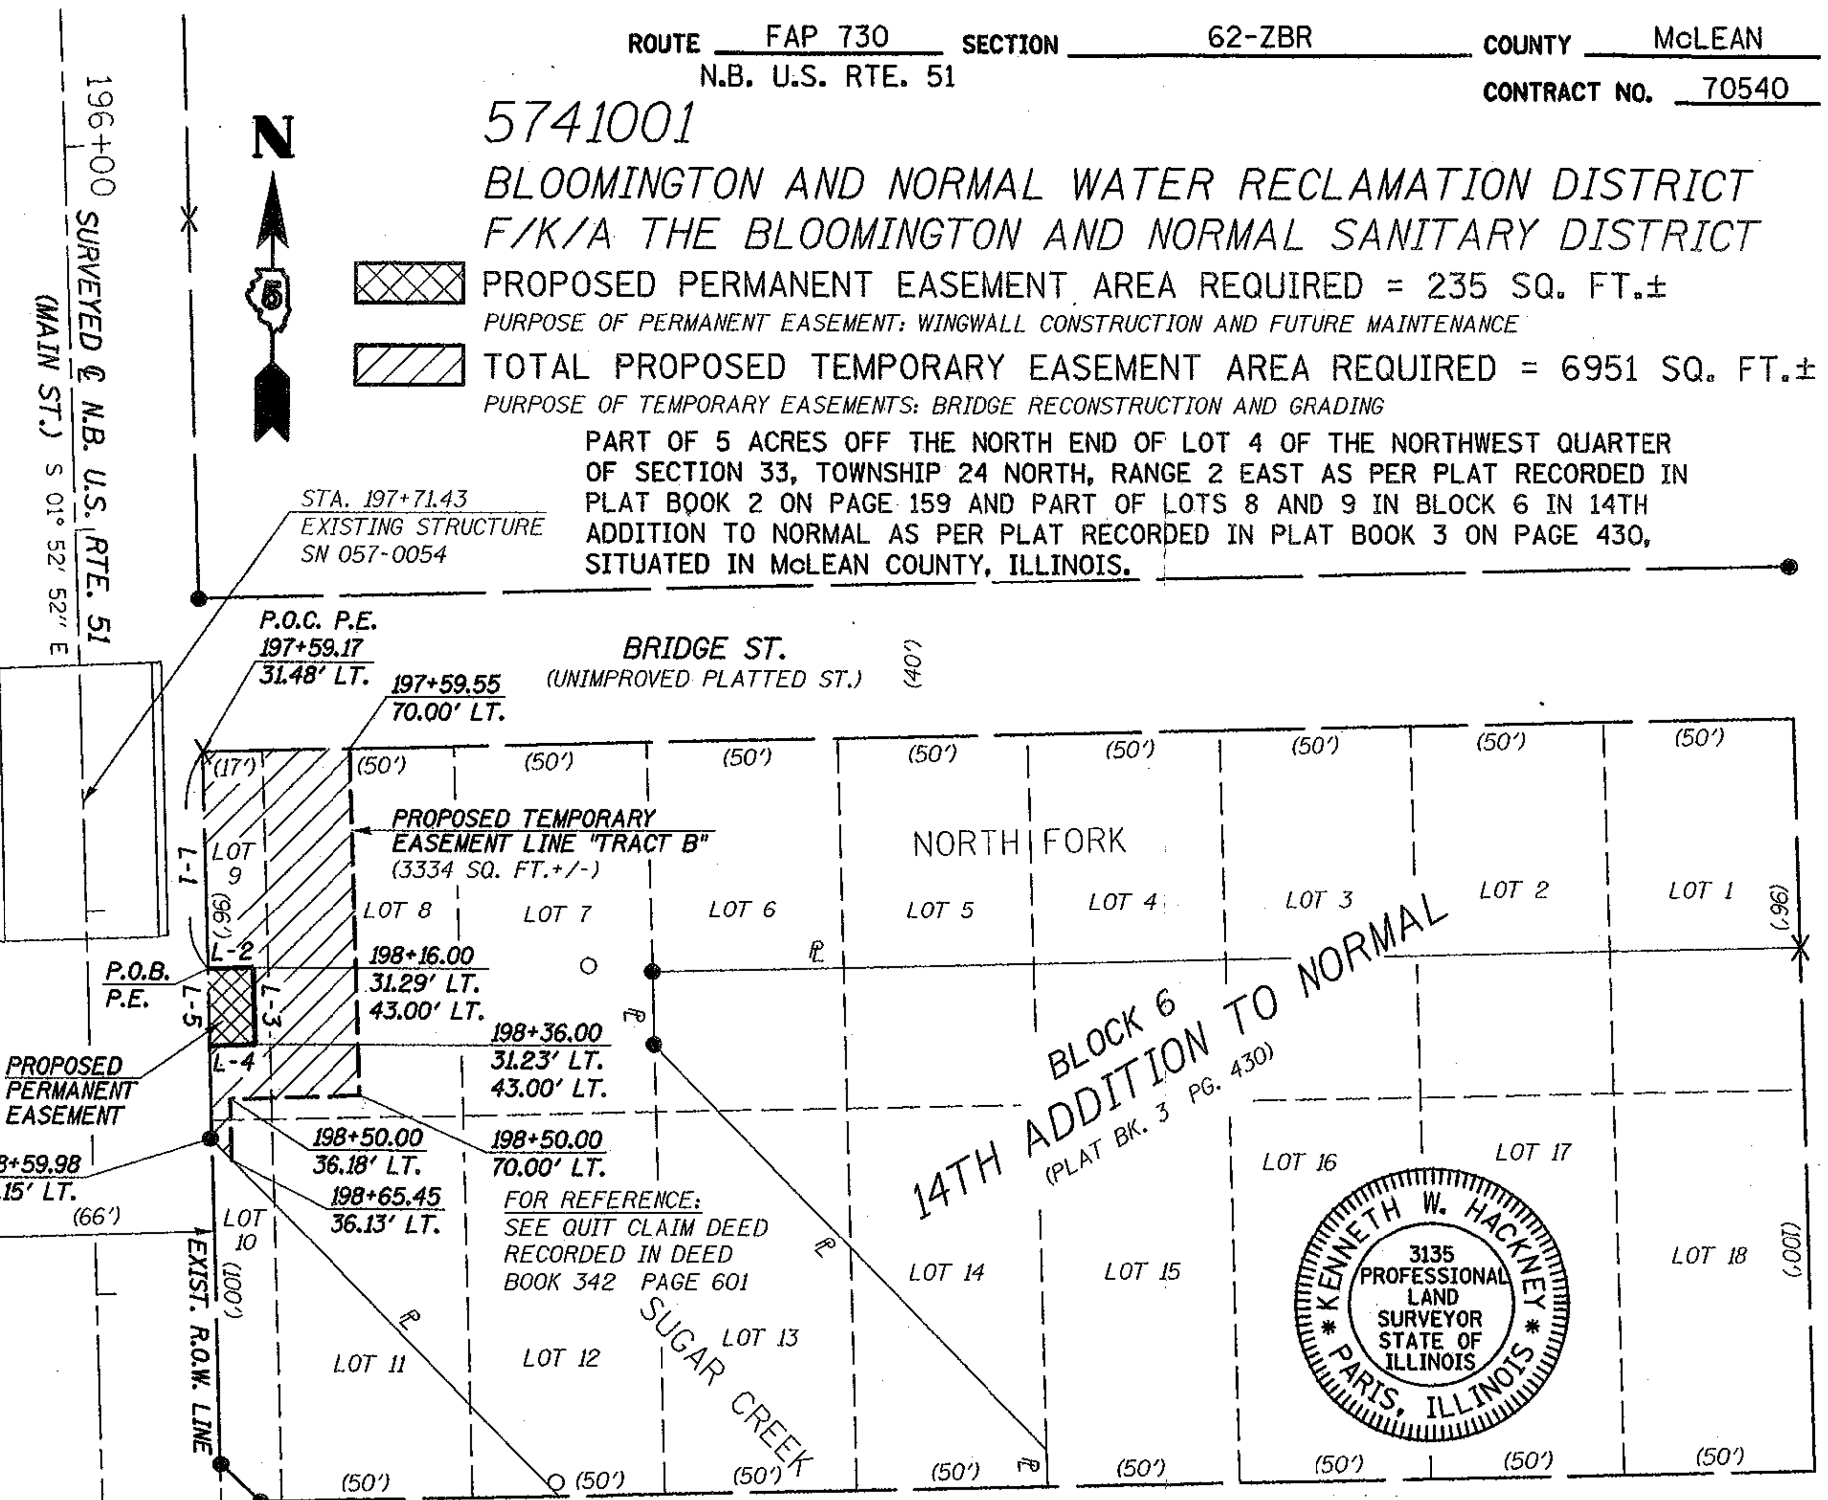 ROUTE FAP 730 SECTION 62-ZBR COUNTY McLEAN
N.B. U.S. RTE. 51
CONTRACT NO. 70540
5741001
BLOOMINGTON AND NORMAL WATER RECLAMATION DISTRICT
F/K/A THE BLOOMINGTON AND NORMAL SANITARY DISTRICT
PROPOSED PERMANENT EASEMENT AREA REQUIRED = 235 SQ. FT.±
PURPOSE OF PERMANENT EASEMENT: WINGWALL CONSTRUCTION AND FUTURE MAINTENANCE
TOTAL PROPOSED TEMPORARY EASEMENT AREA REQUIRED = 6951 SQ. FT.±
PURPOSE OF TEMPORARY EASEMENTS: BRIDGE RECONSTRUCTION AND GRADING
PART OF 5 ACRES OFF THE NORTH END OF LOT 4 OF THE NORTHWEST QUARTER
OF SECTION 33, TOWNSHIP 24 NORTH, RANGE 2 EAST AS PER PLAT RECORDED IN
PLAT BOOK 2 ON PAGE 159 AND PART OF LOTS 8 AND 9 IN BLOCK 6 IN 14TH
ADDITION TO NORMAL AS PER PLAT RECORDED IN PLAT BOOK 3 ON PAGE 430,
SITUATED IN McLEAN COUNTY, ILLINOIS.
N
5
196+00
SURVEYED ℄ N.B. U.S. RTE. 51
(MAIN ST.) S 01° 52' 52" E
STA. 197+71.43
EXISTING STRUCTURE
SN 057-0054
P.O.C. P.E.
197+59.17
31.48' LT.
197+59.55
70.00' LT.
BRIDGE ST.
(UNIMPROVED PLATTED ST.)
(40')
(17')
(50')
(50')
(50')
(50')
(50')
(50')
(50')
(50')
PROPOSED TEMPORARY
EASEMENT LINE "TRACT B"
(3334 SQ. FT.+/-)
NORTH FORK
L-1
LOT
9
(96')
LOT 8
LOT 7
LOT 6
LOT 5
LOT 4
LOT 3
LOT 2
LOT 1
(96')
L-2
P.O.B.
P.E.
L-5
L-3
L-4
198+16.00
31.29' LT.
43.00' LT.
198+36.00
31.23' LT.
43.00' LT.
PROPOSED
PERMANENT
EASEMENT
℄
℄
BLOCK 6
14TH ADDITION TO NORMAL
(PLAT BK. 3 PG. 430)
8+59.98
.15' LT.
198+50.00
36.18' LT.
198+50.00
70.00' LT.
198+65.45
36.13' LT.
(66')
LOT
10
(100')
EXIST. R.O.W. LINE
FOR REFERENCE:
SEE QUIT CLAIM DEED
RECORDED IN DEED
BOOK 342 PAGE 601
LOT 16
LOT 17
LOT 14
LOT 15
LOT 18
(100')
LOT 11
LOT 12
LOT 13
SUGAR CREEK
KENNETH W. HACKNEY
3135
PROFESSIONAL
LAND
SURVEYOR
STATE OF
ILLINOIS
* PARIS, ILLINOIS *
(50')
(50')
(50')
(50')
(50')
(50')
(50')
(50')